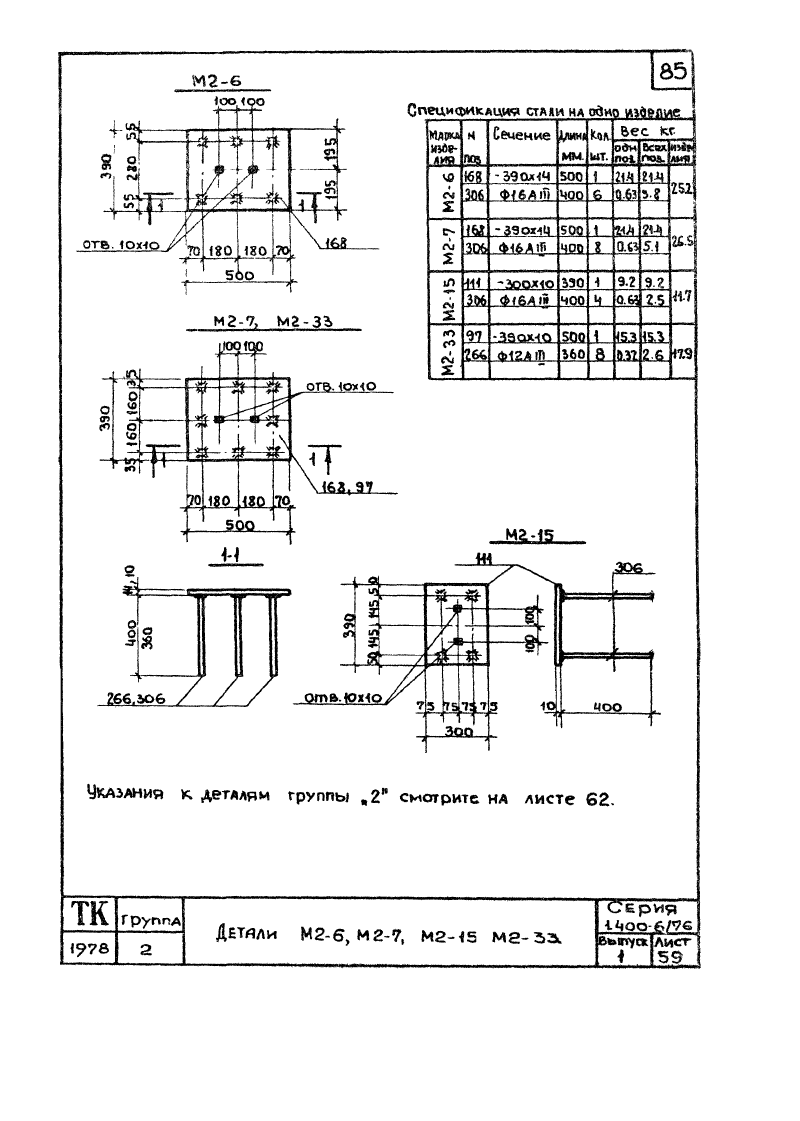 85
М2-6
100 100
55
280
55
390
195
195
1
1
ОТВ. 10х10
168
70 180 180 70
500
Спецификация стали на одно изделие
Марка изде-лия N поз. Сечение Длина мм. Кол. шт. Вес кг.
одн. поз. Всех поз. изде-лия
М2-6 168 -390х14 500 1 21.4 21.4 25.2
306 Ф16АIII 400 6 0.63 3.8
М2-7 168 -390х14 500 1 21.4 21.4 26.5
306 Ф16АIII 400 8 0.63 5.1
М2-15 111 -300х10 390 1 9.2 9.2 11.7
306 Ф16АIII 400 4 0.63 2.5
М2-33 97 -390х10 500 1 15.3 15.3 17.9
266 Ф12АIII 360 8 0.32 2.6
М2-7, М2-33
100 100
35
160
160
35
390
ОТВ. 10х10
1
1
168, 97
70 180 180 70
500
1-1
14, 10
400
360
266,306
М2-15
111
306
50
145
145
50
390
100
100
Отв. 10х10
75 75 75 75
300
10 400
Указания к деталям группы „2" смотрите на листе 62.
ТК
1978
Группа
2
Детали М2-6, М2-7, М2-15 М2-33
Серия
1.400-6/76
Выпуск
1
Лист
59